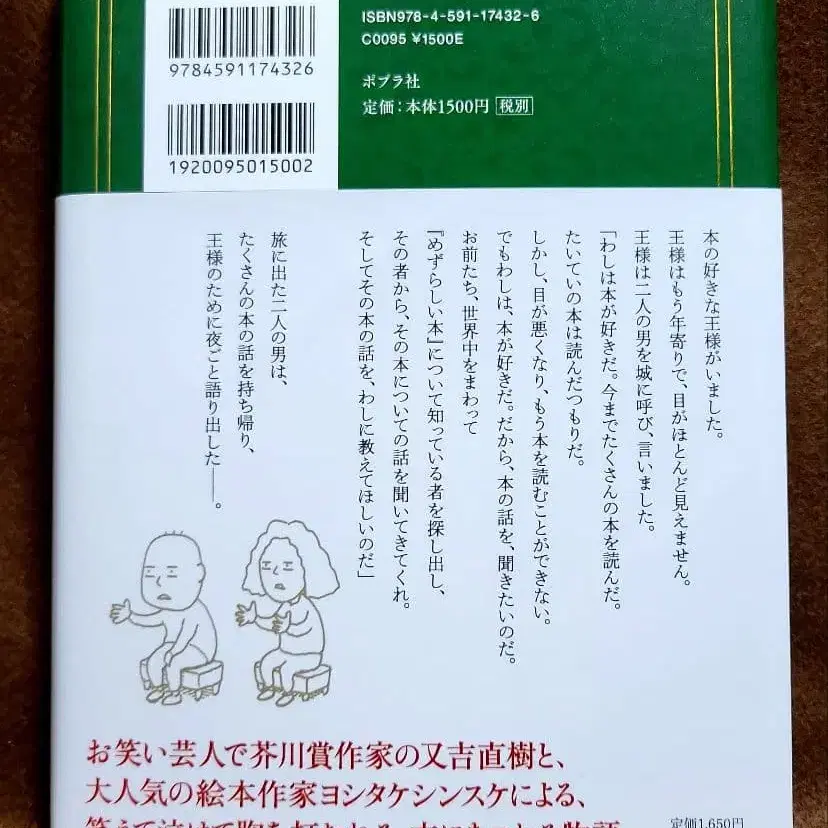 ISBN978-4-591-17432-6
C0095 ¥1500E
9784591174326
ポプラ社
定価：本体1500円 税別
1920095015002
本の好きな王様がいました。
王様はもう年寄りで、目がほとんど見えません。
王様は二人の男を城に呼び、言いました。
「わしは本が好きだ。今までたくさんの本を読んだ。
たいていの本は読んだつもりだ。
しかし、目が悪くなり、もう本を読むことができない。
でもわしは、本が好きだ。だから、本の話を、聞きたいのだ。
お前たち、世界中をまわって
『めずらしい本』について知っている者を探し出し、
その者から、その本についての話を聞いてきてくれ。
そしてその本の話を、わしに教えてほしいのだ」
旅に出た二人の男は、
たくさんの本の話を持ち帰り、
王様のために夜ごと語り出した――。
お笑い芸人で芥川賞作家の又吉直樹と、
大人気の絵本作家ヨシタケシンスケによる、
定価1,650円